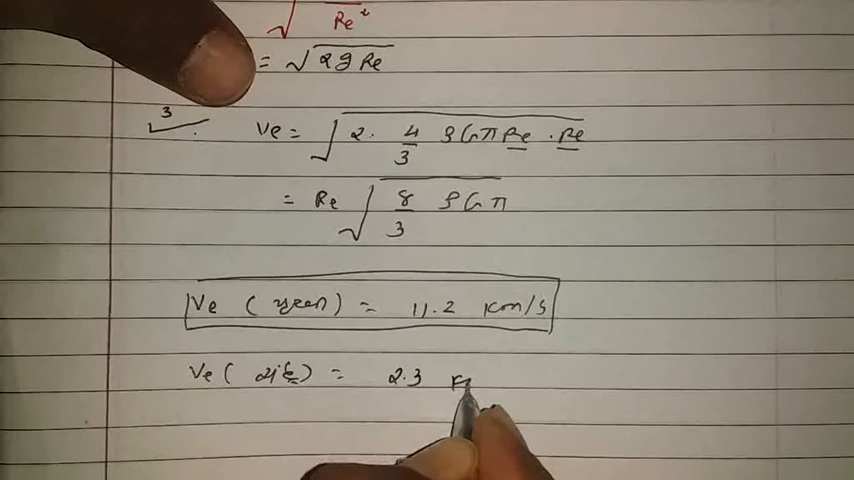 √ Re²
= √2gRe
3 Ve = √2. 4/3 ρGπRe . Re
= Re √8/3 ρGπ
Ve ( पृथ्वी ) = 11.2 Km/s
Ve ( चाँद ) = 2.3 K